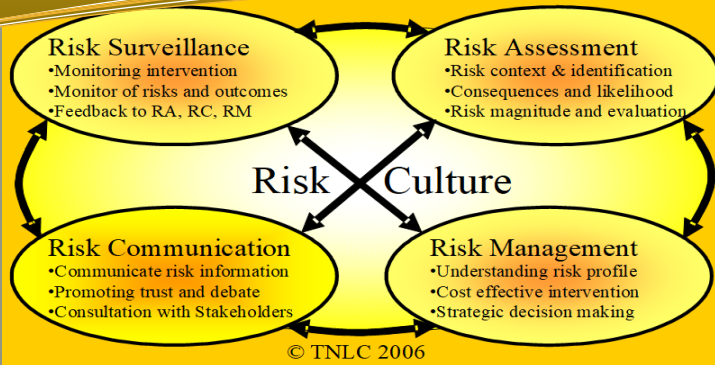 Risk Surveillance
•Monitoring intervention
•Monitor of risks and outcomes
•Feedback to RA, RC, RM
Risk Assessment
•Risk context & identification
•Consequences and likelihood
•Risk magnitude and evaluation
Risk Culture
Risk Communication
•Communicate risk information
•Promoting trust and debate
•Consultation with Stakeholders
Risk Management
•Understanding risk profile
•Cost effective intervention
•Strategic decision making
© TNLC 2006